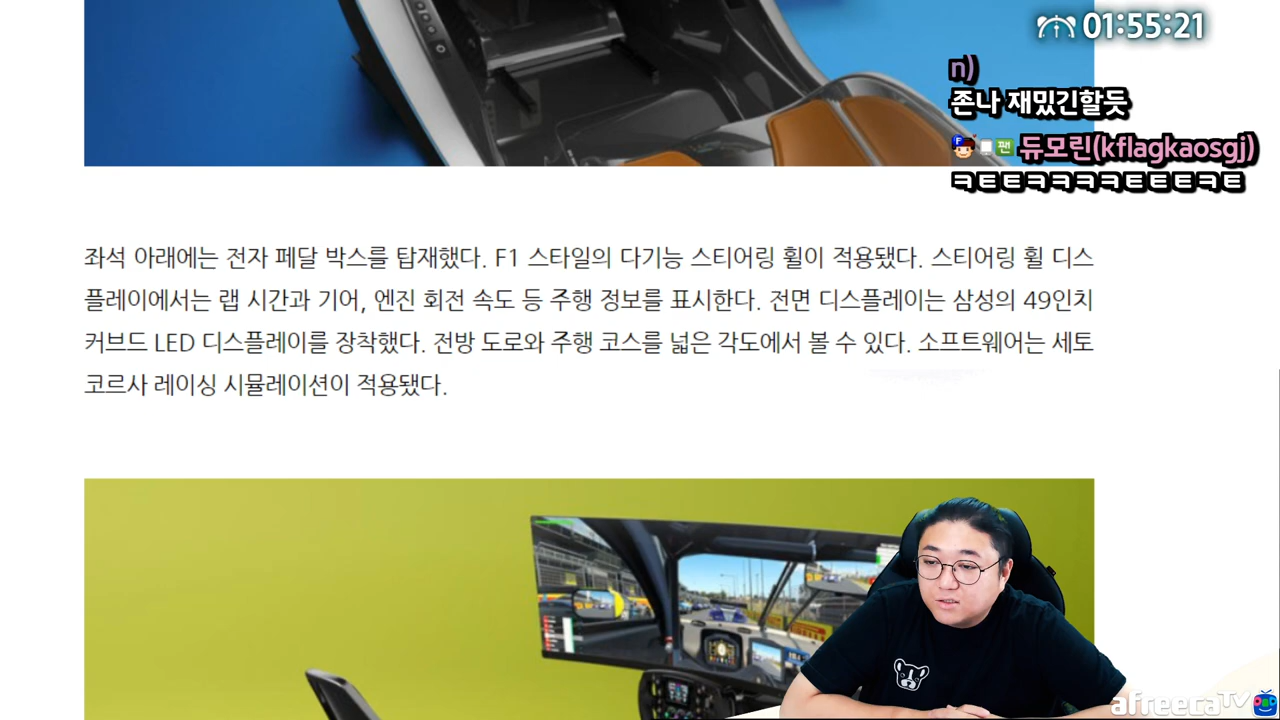 01:55:21
n)
존나 재밌긴할듯
팬 듀모린(kflagkaosgj)
ㅋㅌㅌㅋㅋㅋㅋㅌㅌㅌㅋㅌ
좌석 아래에는 전자 페달 박스를 탑재했다. F1 스타일의 다기능 스티어링 휠이 적용됐다. 스티어링 휠 디스
플레이에서는 랩 시간과 기어, 엔진 회전 속도 등 주행 정보를 표시한다. 전면 디스플레이는 삼성의 49인치
커브드 LED 디스플레이를 장착했다. 전방 도로와 주행 코스를 넓은 각도에서 볼 수 있다. 소프트웨어는 세토
코르사 레이싱 시뮬레이션이 적용됐다.
afreecaTV